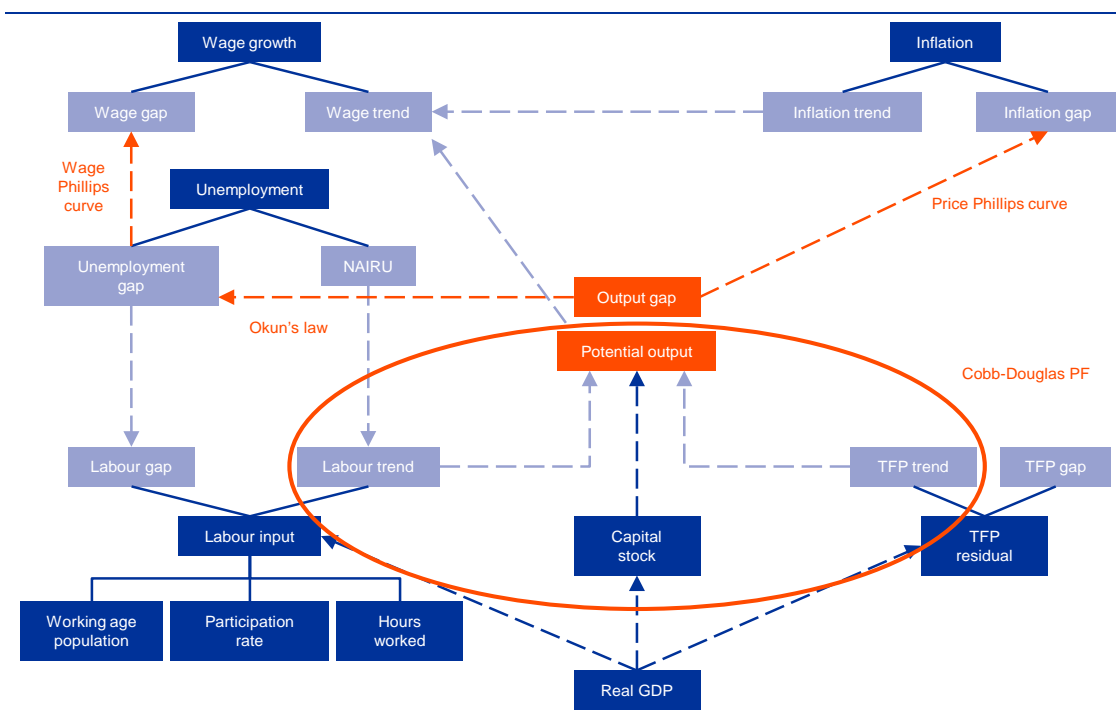 Wage growth
Inflation
Wage gap
Wage trend
Inflation trend
Inflation gap
Wage
Phillips
curve
Unemployment
Price Phillips curve
Unemployment
gap
NAIRU
Output gap
Okun's law
Potential output
Cobb-Douglas PF
Labour gap
Labour trend
TFP trend
TFP gap
Labour input
Capital
stock
TFP
residual
Working age
population
Participation
rate
Hours
worked
Real GDP